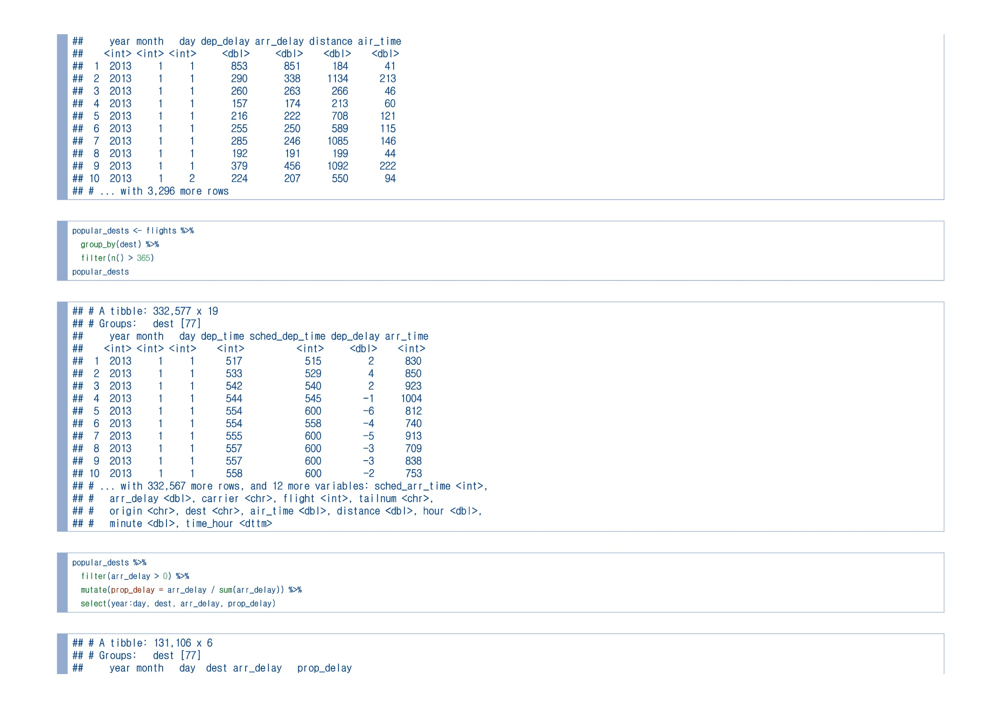 ##     year month   day dep_delay arr_delay distance air_time
##    <int> <int> <int>     <dbl>     <dbl>    <dbl>    <dbl>
##  1  2013     1     1       853       851      184       41
##  2  2013     1     1       290       338     1134      213
##  3  2013     1     1       260       263      266       46
##  4  2013     1     1       157       174      213       60
##  5  2013     1     1       216       222      708      121
##  6  2013     1     1       255       250      589      115
##  7  2013     1     1       285       246     1085      146
##  8  2013     1     1       192       191      199       44
##  9  2013     1     1       379       456     1092      222
## 10  2013     1     2       224       207      550       94
## # ... with 3,296 more rows
popular_dests <- flights %>%
  group_by(dest) %>%
  filter(n() > 365)
popular_dests
## # A tibble: 332,577 x 19
## # Groups:   dest [77]
##     year month   day dep_time sched_dep_time dep_delay arr_time
##    <int> <int> <int>    <int>          <int>     <dbl>    <int>
##  1  2013     1     1      517            515         2      830
##  2  2013     1     1      533            529         4      850
##  3  2013     1     1      542            540         2      923
##  4  2013     1     1      544            545        -1     1004
##  5  2013     1     1      554            600        -6      812
##  6  2013     1     1      554            558        -4      740
##  7  2013     1     1      555            600        -5      913
##  8  2013     1     1      557            600        -3      709
##  9  2013     1     1      557            600        -3      838
## 10  2013     1     1      558            600        -2      753
## # ... with 332,567 more rows, and 12 more variables: sched_arr_time <int>,
## #   arr_delay <dbl>, carrier <chr>, flight <int>, tailnum <chr>,
## #   origin <chr>, dest <chr>, air_time <dbl>, distance <dbl>, hour <dbl>,
## #   minute <dbl>, time_hour <dttm>
popular_dests %>%
  filter(arr_delay > 0) %>%
  mutate(prop_delay = arr_delay / sum(arr_delay)) %>%
  select(year:day, dest, arr_delay, prop_delay)
## # A tibble: 131,106 x 6
## # Groups:   dest [77]
##     year month   day  dest arr_delay   prop_delay